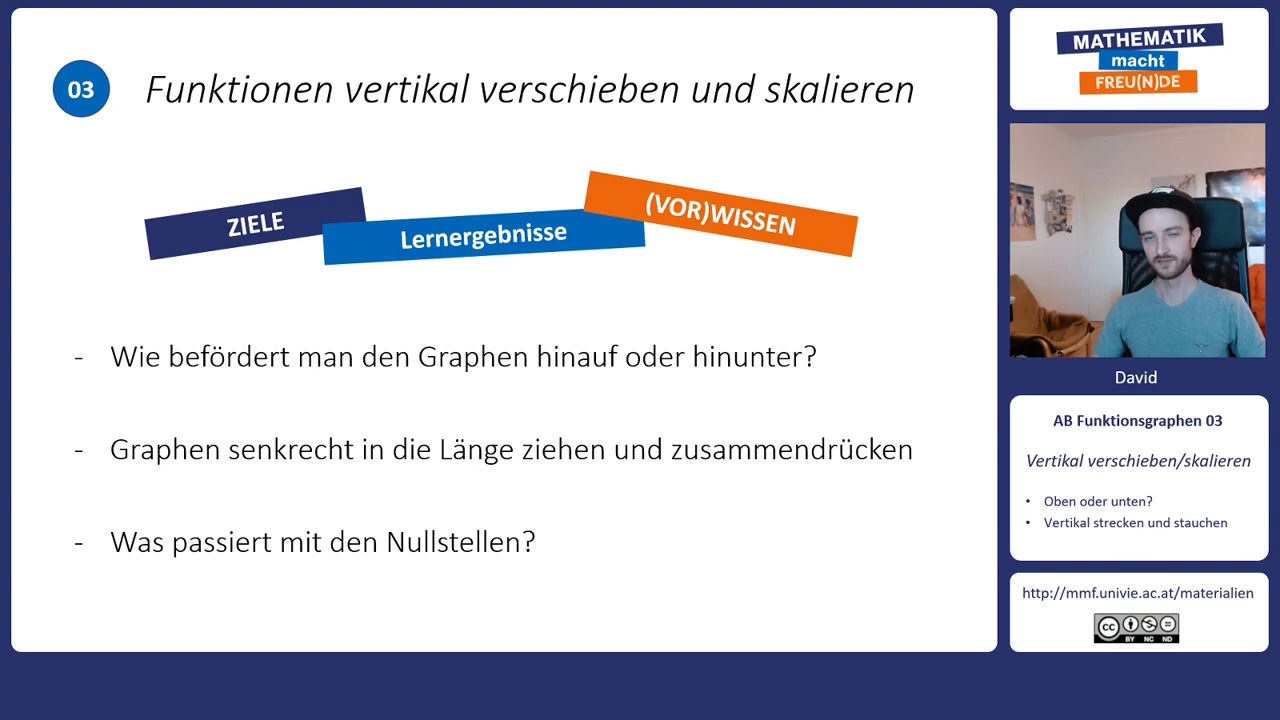 03
Funktionen vertikal verschieben und skalieren
ZIELE
Lernergebnisse
(VOR)WISSEN
- Wie befördert man den Graphen hinauf oder hinunter?
- Graphen senkrecht in die Länge ziehen und zusammendrücken
- Was passiert mit den Nullstellen?
MATHEMATIK
macht
FREU(N)DE
David
AB Funktionsgraphen 03
Vertikal verschieben/skalieren
• Oben oder unten?
• Vertikal strecken und stauchen
http://mmf.univie.ac.at/materialien
cc
BY NC ND